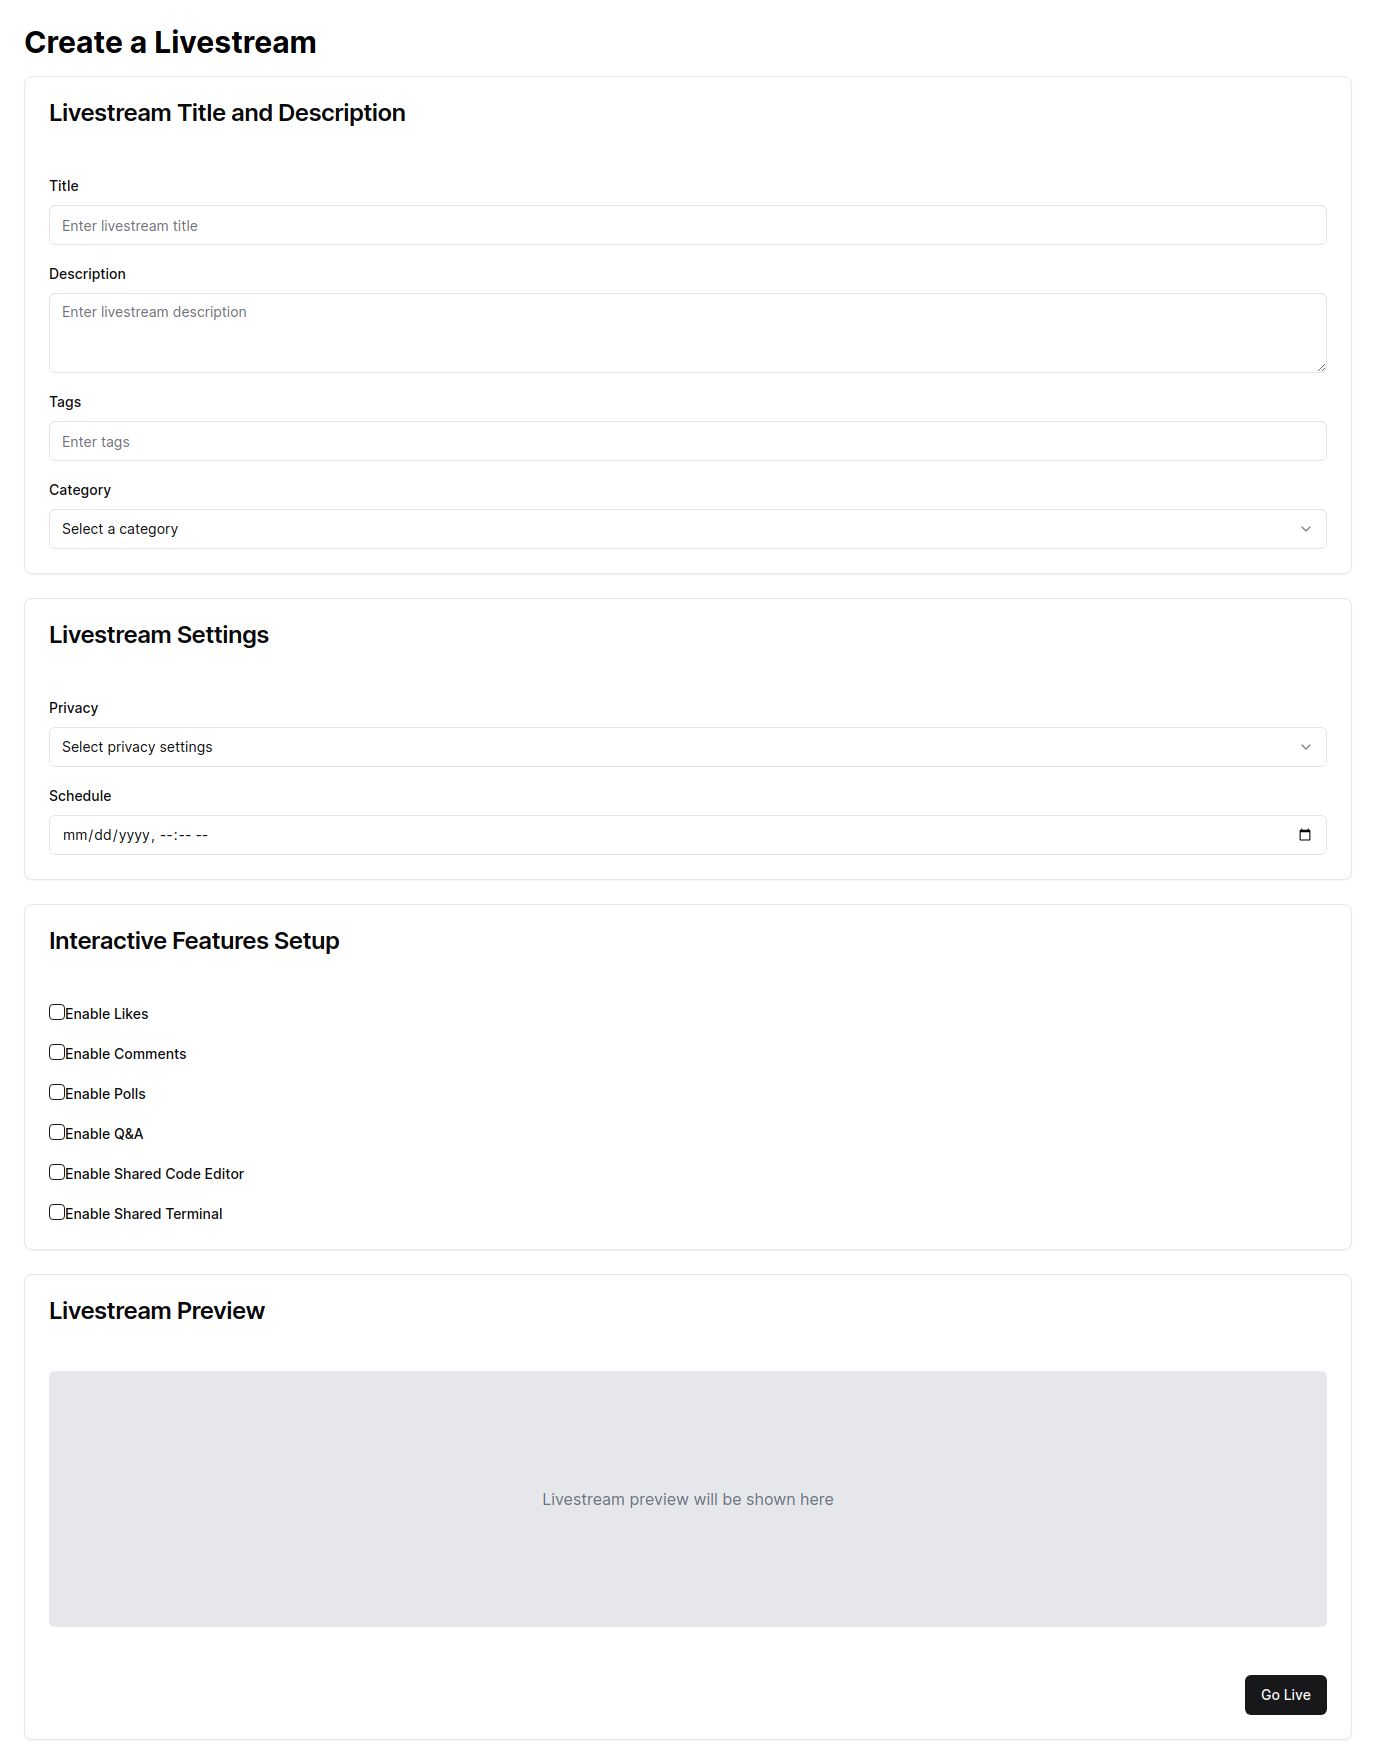 Create a Livestream
Livestream Title and Description
Title
Enter livestream title
Description
Enter livestream description
Tags
Enter tags
Category
Select a category
Livestream Settings
Privacy
Select privacy settings
Schedule
mm/dd/yyyy, --:-- --
Interactive Features Setup
Enable Likes
Enable Comments
Enable Polls
Enable Q&A
Enable Shared Code Editor
Enable Shared Terminal
Livestream Preview
Livestream preview will be shown here
Go Live